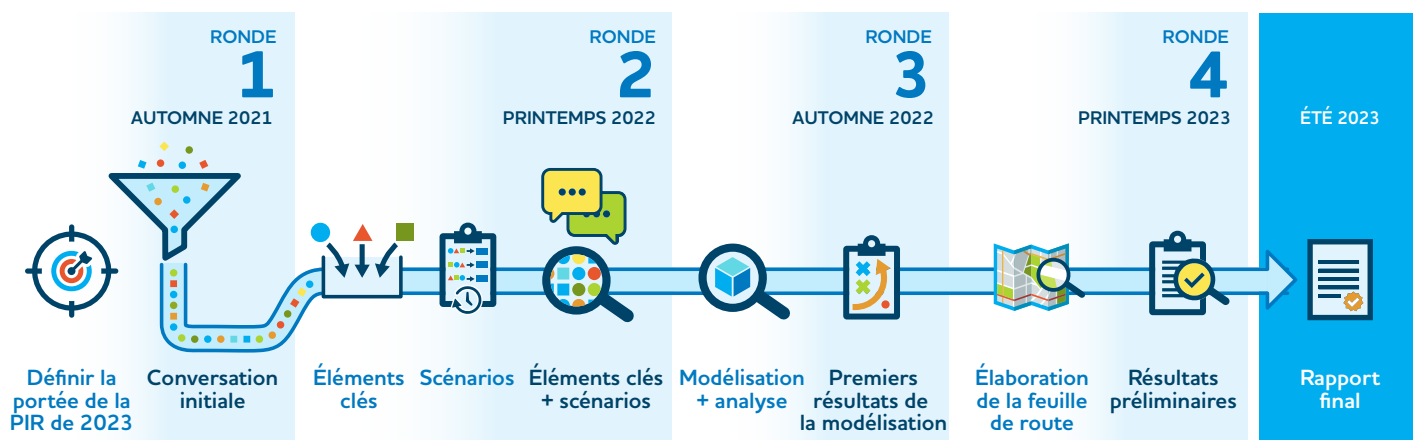 RONDE
1
AUTOMNE 2021
RONDE
2
PRINTEMPS 2022
RONDE
3
AUTOMNE 2022
RONDE
4
PRINTEMPS 2023
ÉTÉ 2023
Définir la
portée de la
PIR de 2023
Conversation
initiale
Éléments
clés
Scénarios
Éléments clés
+ scénarios
Modélisation
+ analyse
Premiers
résultats de
la modélisation
Élaboration
de la feuille
de route
Résultats
préliminaires
Rapport
final